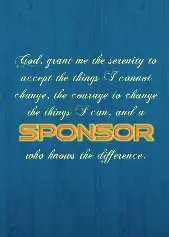 God, grant me the serenity to
accept the things I cannot
change, the courage to change
the things I can, and a
SPONSOR
who knows the difference.